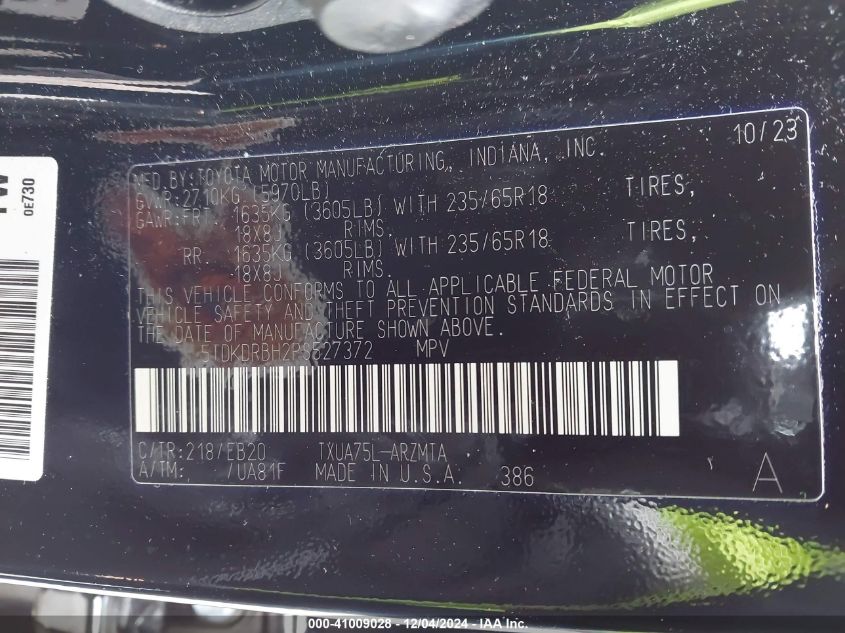 0E730
10/23
MFD. BY: TOYOTA MOTOR MANUFACTURING, INDIANA, INC.
GVWR: 2710KG (5970LB)
GAWR: FRT 1635KG (3605LB) WITH 235/65R18 TIRES,
18X8J RIMS.
RR 1635KG (3605LB) WITH 235/65R18 TIRES,
18X8J RIMS.
THIS VEHICLE CONFORMS TO ALL APPLICABLE FEDERAL MOTOR
VEHICLE SAFETY AND THEFT PREVENTION STANDARDS IN EFFECT ON
THE DATE OF MANUFACTURE SHOWN ABOVE.
MPV
C/TR: 218/EB20 TXUA75L-ARZMTA
A/TM: /UA81F MADE IN U.S.A. 386
A
000-41009028 - 12/04/2024 - IAA Inc.